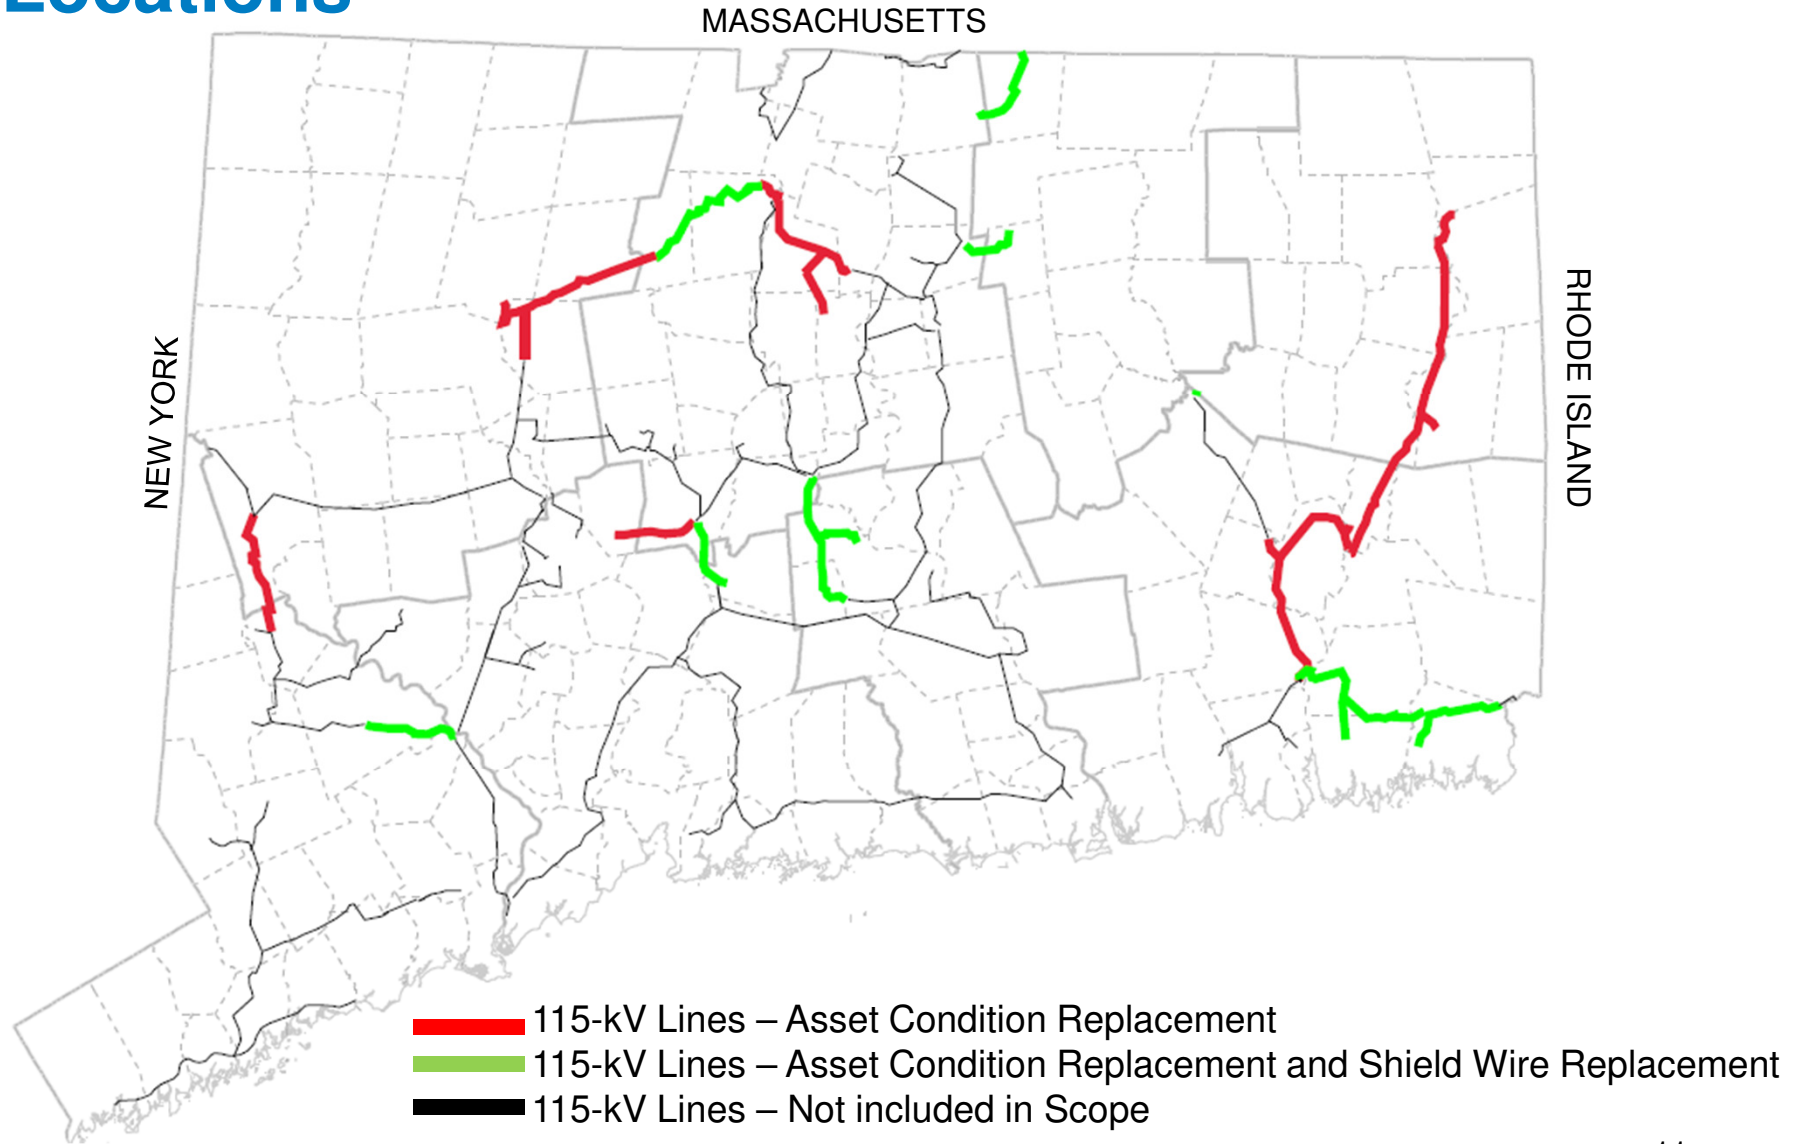 Locations
MASSACHUSETTS
NEW YORK
RHODE ISLAND
115-kV Lines – Asset Condition Replacement
115-kV Lines – Asset Condition Replacement and Shield Wire Replacement
115-kV Lines – Not included in Scope